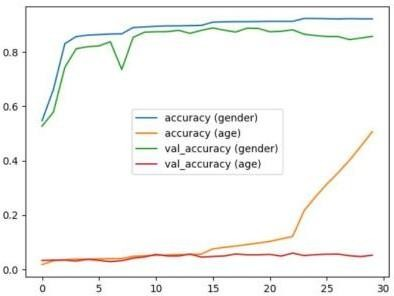 0.8
0.6
0.4
0.2
0.0
accuracy (gender)
accuracy (age)
val_accuracy (gender)
val_accuracy (age)
0 5 10 15 20 25 30